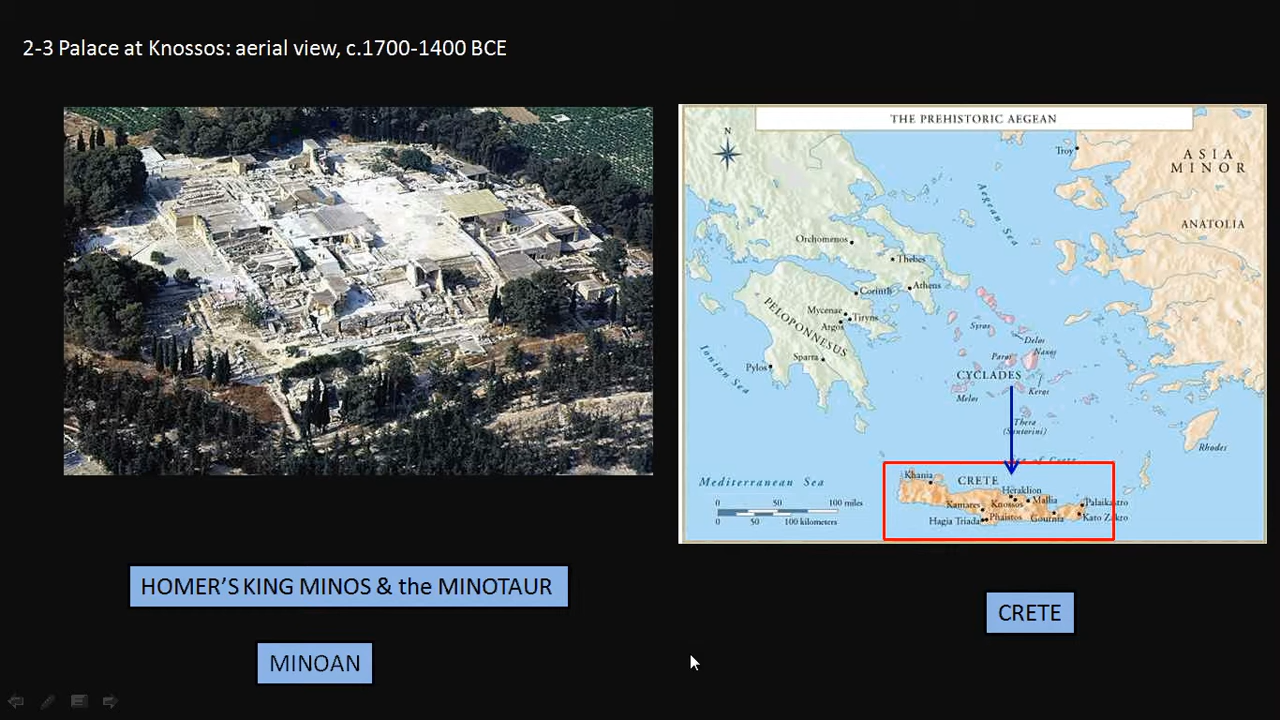 2-3 Palace at Knossos: aerial view, c.1700-1400 BCE
THE PREHISTORIC AEGEAN
N
Troy
ASIA
MINOR
Aegean Sea
ANATOLIA
Orchomenos
Thebes
Corinth
Athens
PELOPONNESUS
Mycenae
Tiryns
Argos
Syros
Delos
Sparta
Paros
Naxos
Ionian Sea
Pylos
CYCLADES
Melos
Keros
Thera
(Santorini)
Rhodes
Sea of Crete
Mediterranean Sea
Khania
CRETE
Heraklion
0 50 100 miles
0 50 100 kilometers
Kamares
Knossos
Mallia
Palaikastro
Hagia Triada
Phaistos
Gournia
Kato Zakro
HOMER'S KING MINOS & the MINOTAUR
CRETE
MINOAN